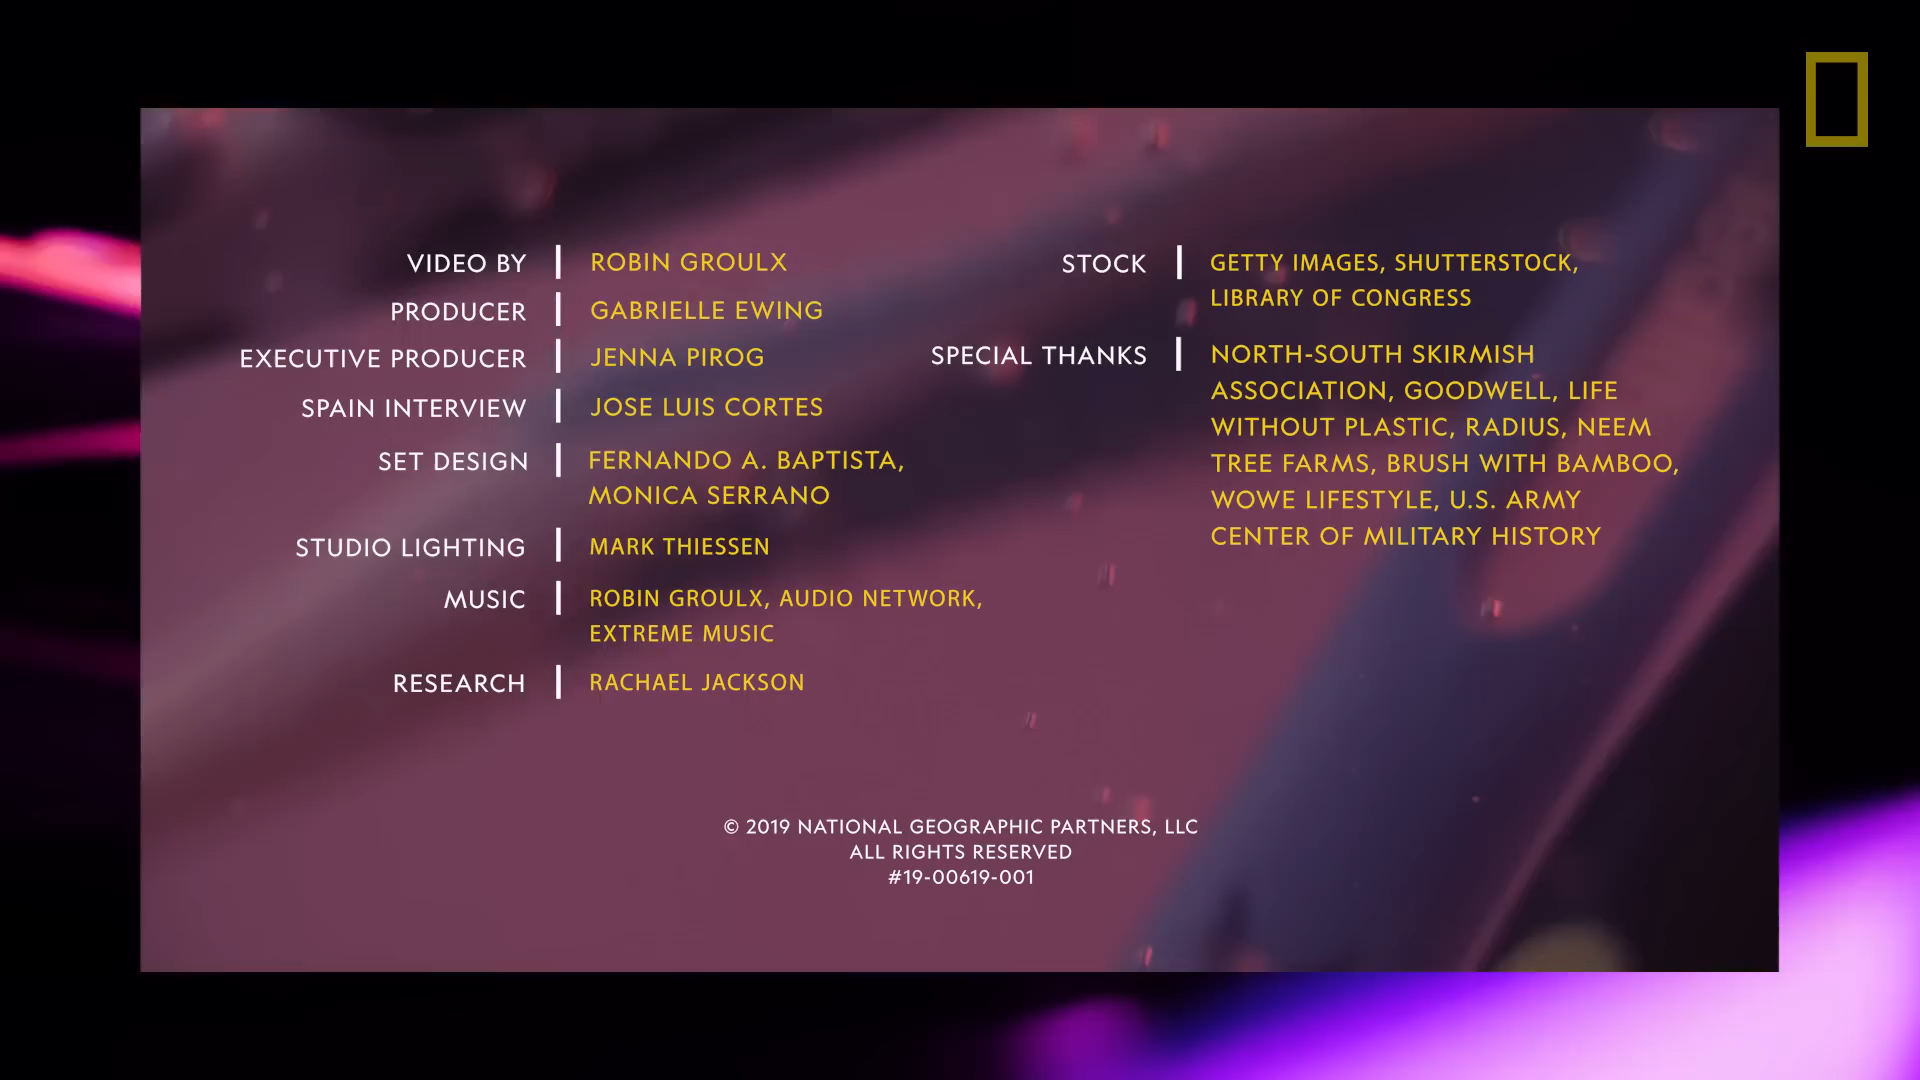 VIDEO BY | ROBIN GROULX
PRODUCER | GABRIELLE EWING
EXECUTIVE PRODUCER | JENNA PIROG
SPAIN INTERVIEW | JOSE LUIS CORTES
SET DESIGN | FERNANDO A. BAPTISTA,
MONICA SERRANO
STUDIO LIGHTING | MARK THIESSEN
MUSIC | ROBIN GROULX, AUDIO NETWORK,
EXTREME MUSIC
RESEARCH | RACHAEL JACKSON
STOCK | GETTY IMAGES, SHUTTERSTOCK,
LIBRARY OF CONGRESS
SPECIAL THANKS | NORTH-SOUTH SKIRMISH
ASSOCIATION, GOODWELL, LIFE
WITHOUT PLASTIC, RADIUS, NEEM
TREE FARMS, BRUSH WITH BAMBOO,
WOWE LIFESTYLE, U.S. ARMY
CENTER OF MILITARY HISTORY
© 2019 NATIONAL GEOGRAPHIC PARTNERS, LLC
ALL RIGHTS RESERVED
#19-00619-001